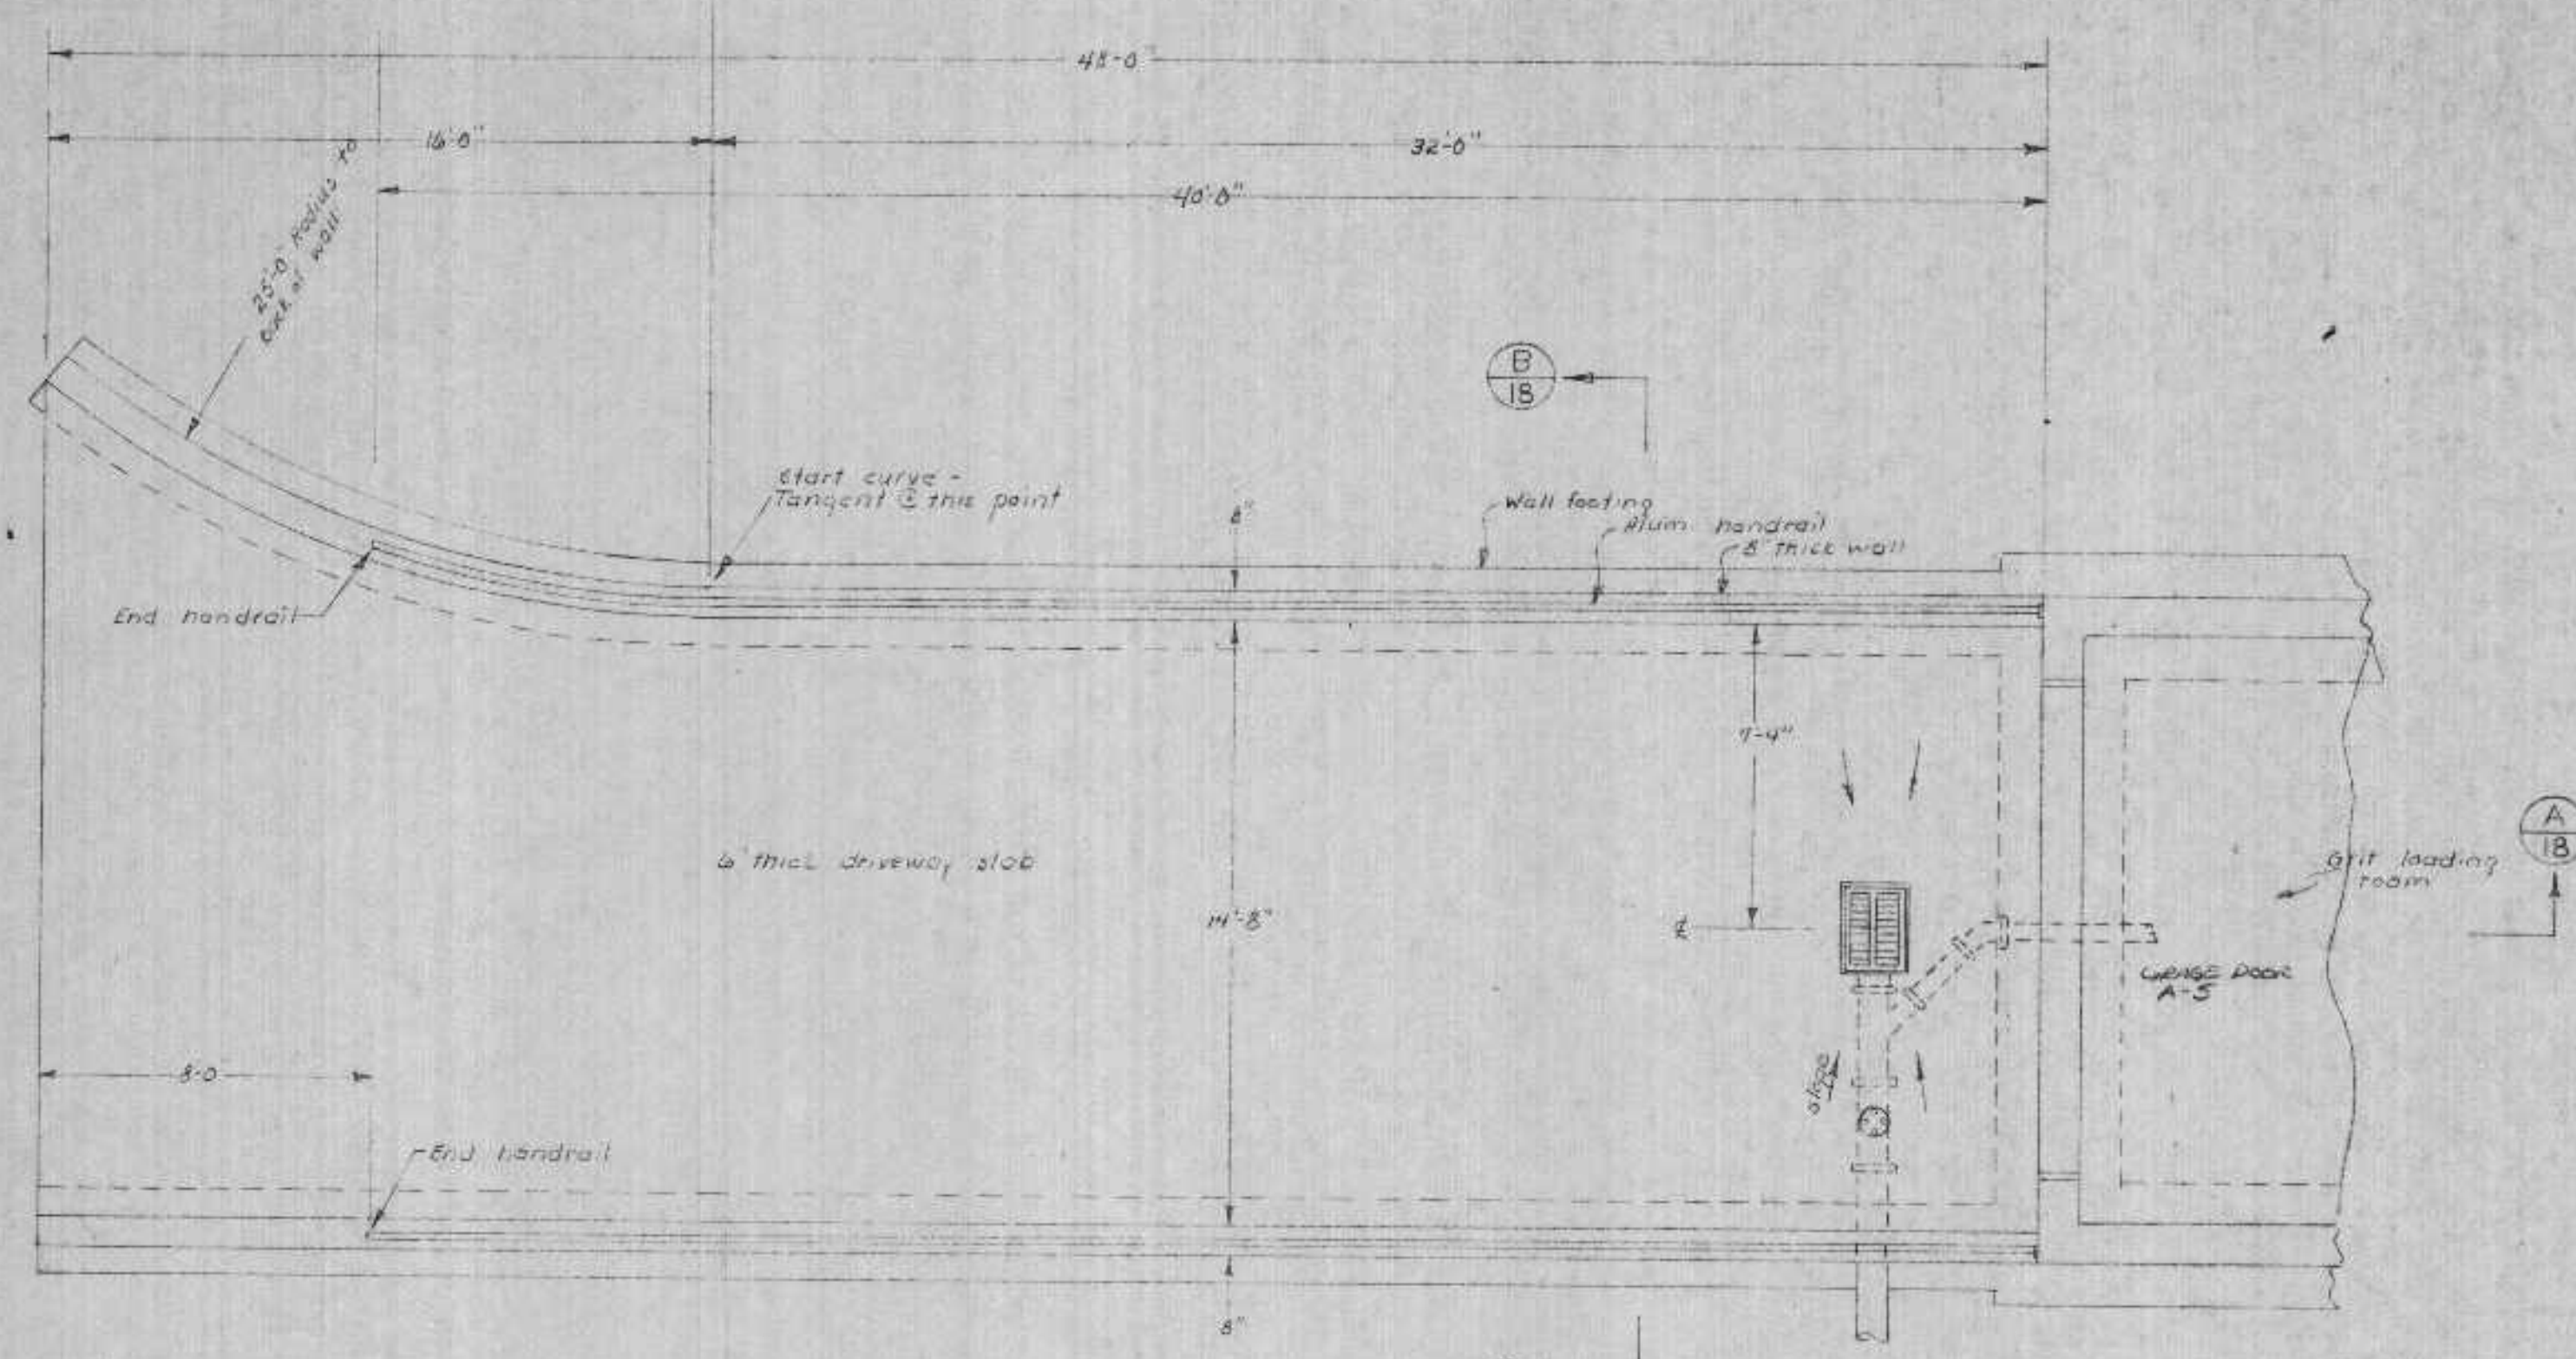 48-0
16'-0"
32'-0"
40'-0"
25'-0" Radius to
back of wall
B
18
Start curve -
Tangent @ this point
8"
Wall footing
Alum handrail
8" thick wall
End handrail
7-4"
6" thick driveway slab
A
18
Grit loading
room
14'-8"
℄
GRAGE DOOR
A-5
8-0
slope
End handrail
8"